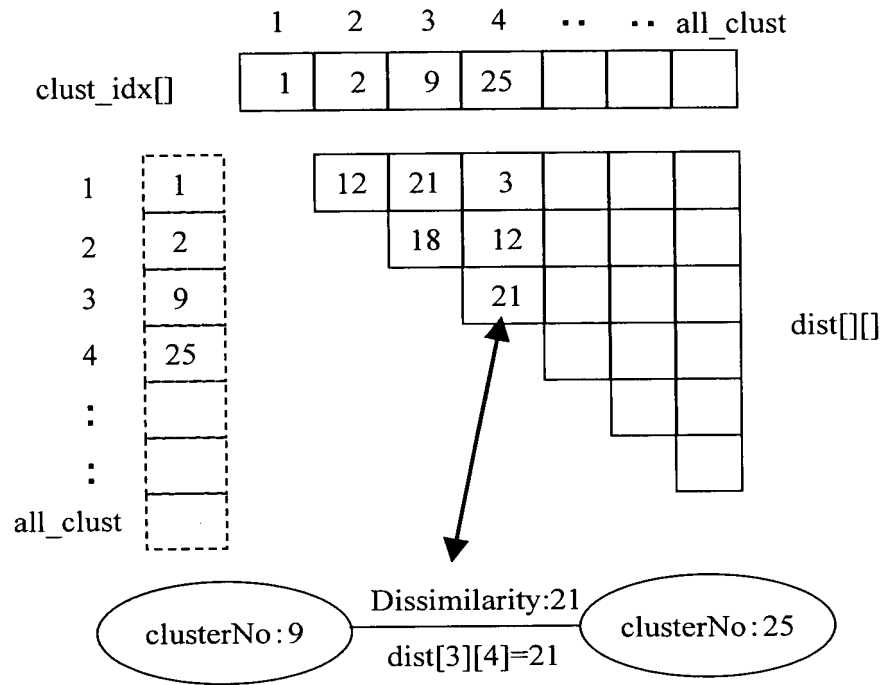 1 2 3 4 ·· ·· all_clust
clust_idx[] 1 2 9 25
1 1 12 21 3
2 2 18 12
3 9 21
dist[][]
4 25
:
:
all_clust
Dissimilarity:21
clusterNo:9 clusterNo:25
dist[3][4]=21